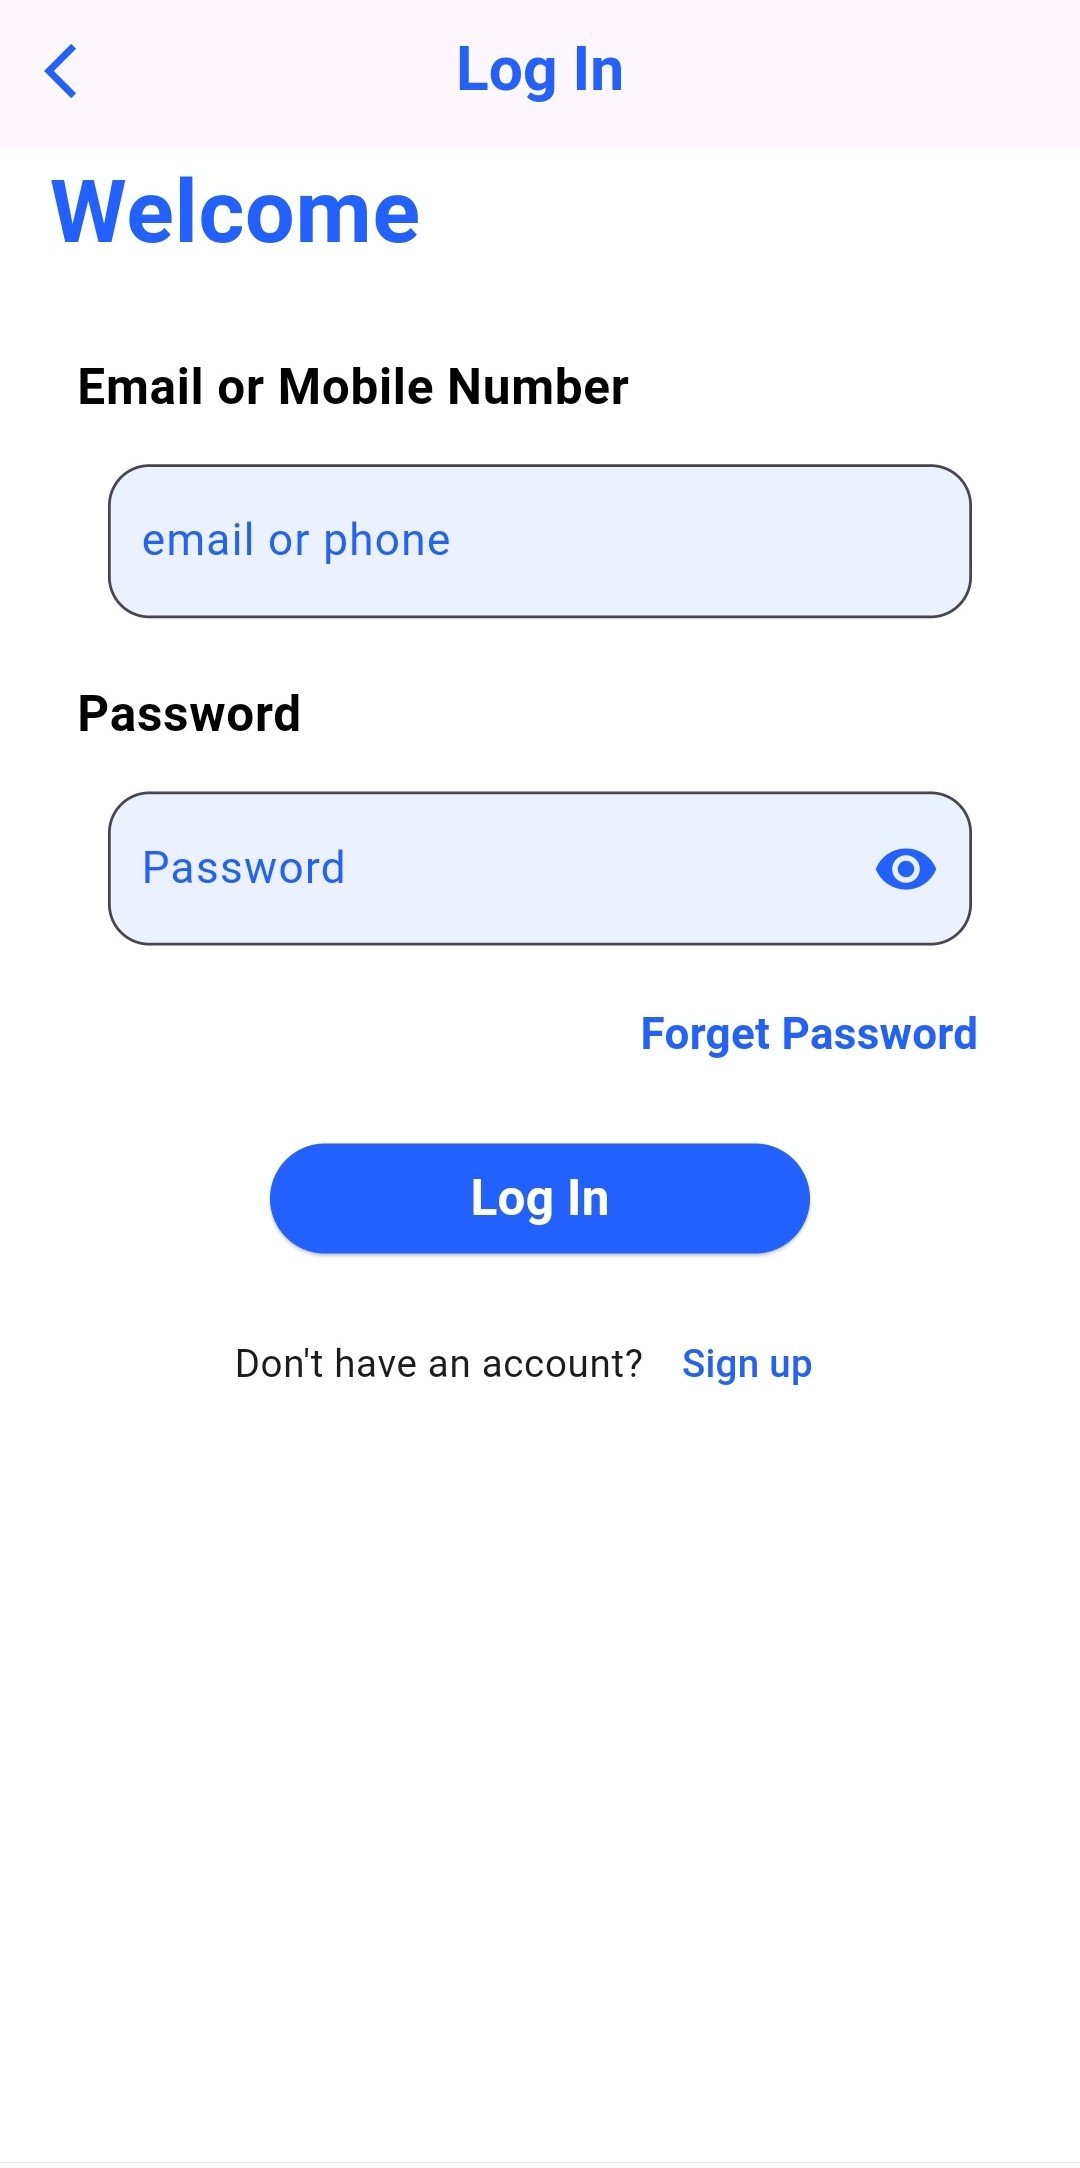 Log In
Welcome
Email or Mobile Number
email or phone
Password
Password
Forget Password
Log In
Don't have an account? Sign up